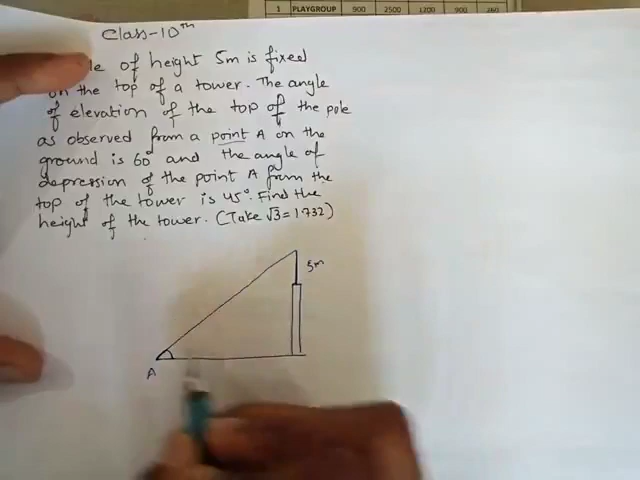 1 PLAYGROUP 900 2500 1200 900 260
Class-10th
of height 5m is fixed
on the top of a tower. The angle
of elevation of the top of the pole
as observed from a point A on the
ground is 60° and the angle of
depression of the point A from the
top of the tower is 45°. Find the
height of the tower. (Take √3 = 1.732)
5m
A